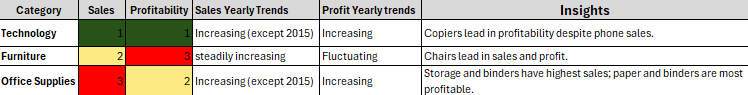 Category Sales Profitability Sales Yearly Trends Profit Yearly trends Insights
Technology 1 1 Increasing (except 2015) Increasing Copiers lead in profitability despite phone sales.
Furniture 2 3 steadily increasing Fluctuating Chairs lead in sales and profit.
Office Supplies 3 2 Increasing (except 2015) Increasing Storage and binders have highest sales; paper and binders are most
profitable.